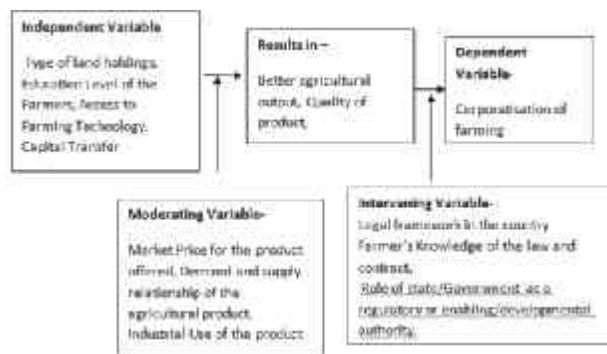 Independent Variable
Type of land holdings,
Education Level of the
Farmers, Access to
Farming Technology,
Capital Transfer
Results in –
Better agricultural
output, Quality of
product,
Dependent
Variable-
Corporatisation of
farming
Moderating Variable-
Market Price for the product
offered, Demand and supply
relationship of the
agricultural product,
Industrial Use of the product
Intervening Variable-
Legal framework in the country
Farmer's Knowledge of the law and
contract,
Role of state/Government as a
regulatory or enabling/developmental
authority.